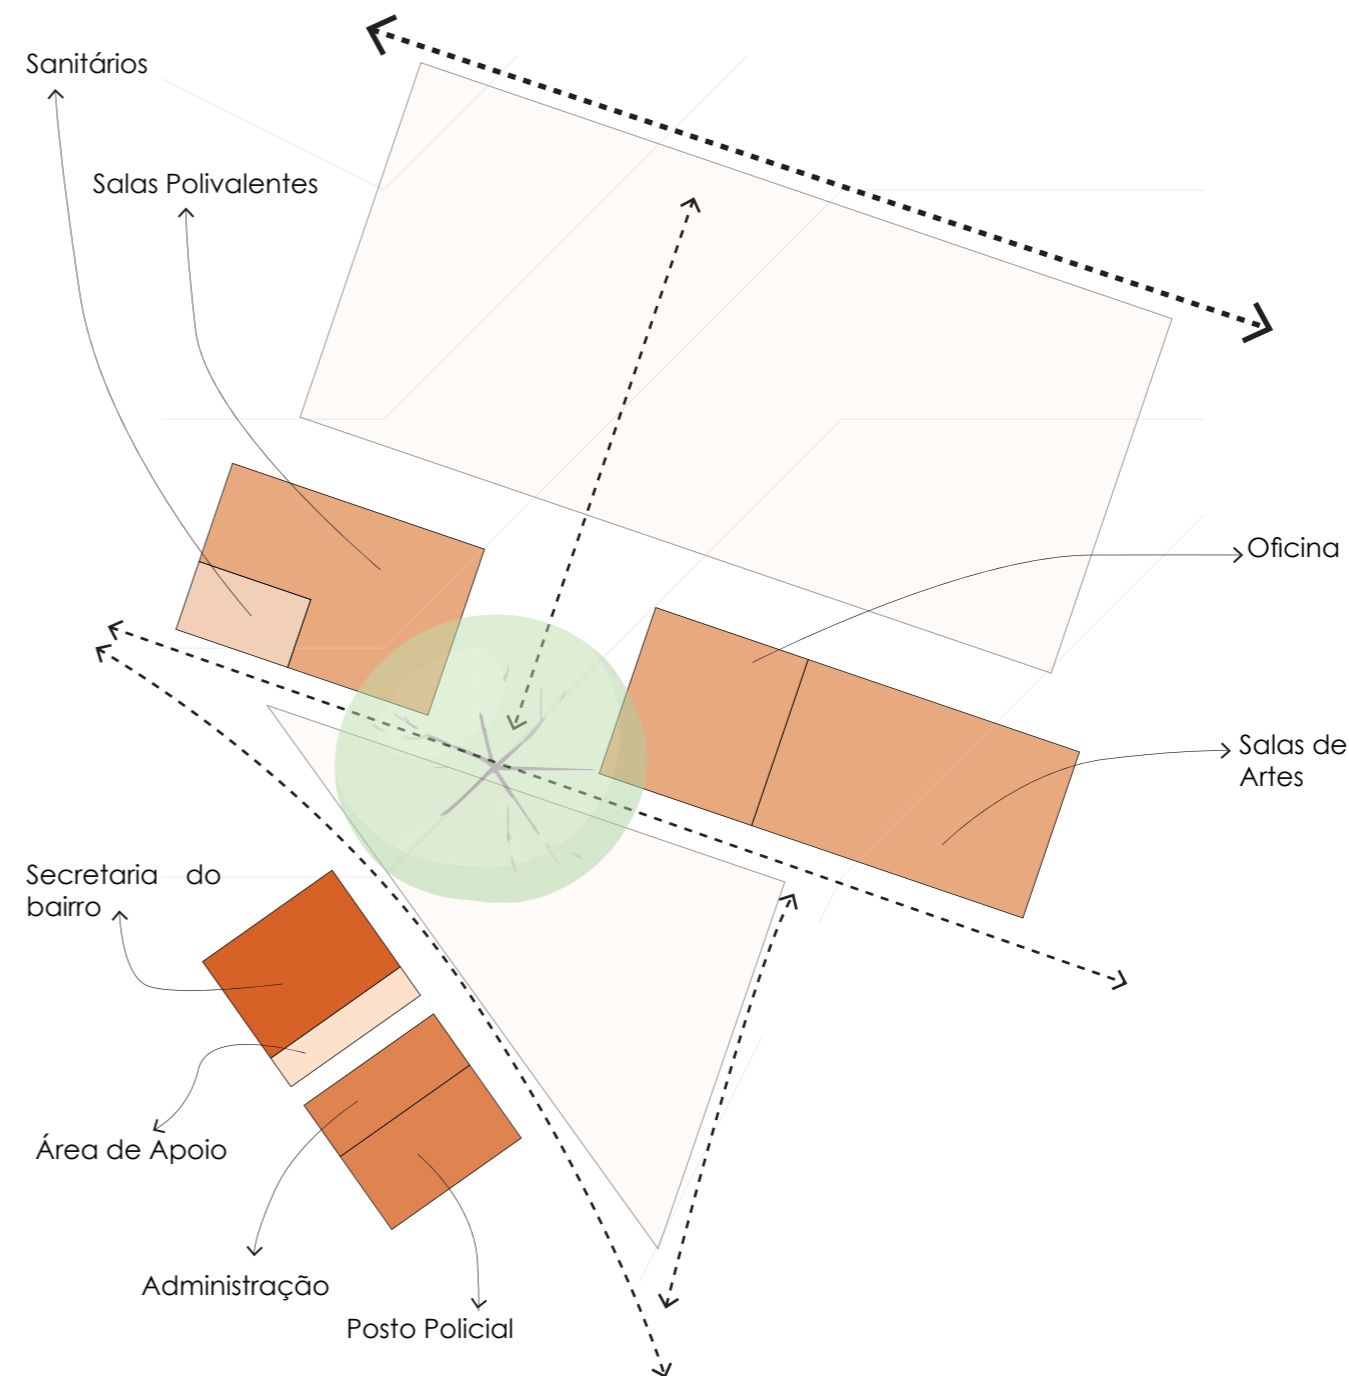 Sanitários
Salas Polivalentes
Oficina
Salas de
Artes
Secretaria do
bairro
Área de Apoio
Administração
Posto Policial